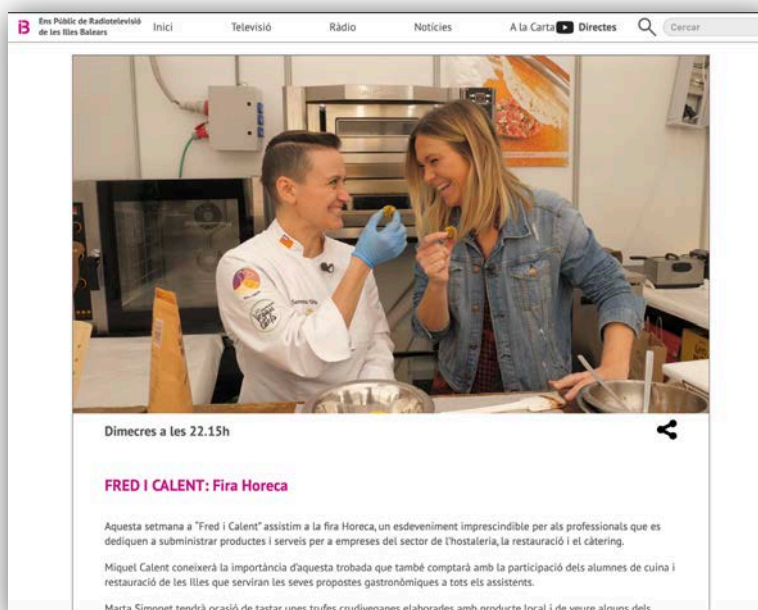 Ens Públic de Radiotelevisió
de les Illes Balears
Inici
Televisió
Ràdio
Notícies
A la Carta
Directes
Cercar
Dimecres a les 22.15h
FRED I CALENT: Fira Horeca
Aquesta setmana a "Fred i Calent" assistim a la fira Horeca, un esdeveniment imprescindible per als professionals que es
dediquen a subministrar productes i serveis per a empreses del sector de l'hostaleria, la restauració i el càtering.
Miquel Calent coneixerà la importància d'aquesta trobada que també comptarà amb la participació dels alumnes de cuina i
restauració de les Illes que serviran les seves propostes gastronòmiques a tots els assistents.
Marta Simonet tendrà ocasió de tastar unes trufes crudiveganes elaborades amb producte local i de veure alguns dels